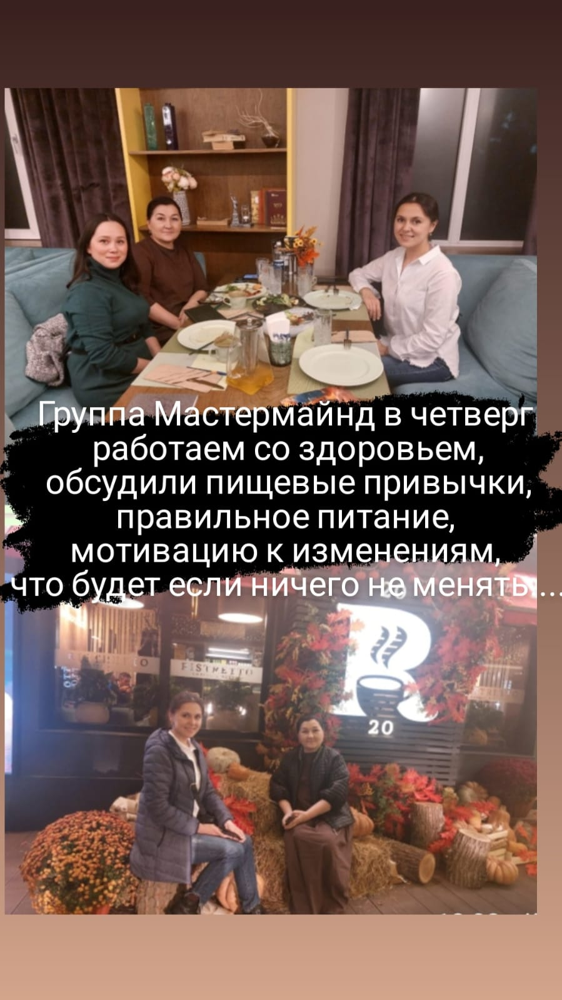 Группа Мастермайнд в четверг
работаем со здоровьем,
обсудили пищевые привычки,
правильное питание,
мотивацию к изменениям,
что будет если ничего не менять....
20